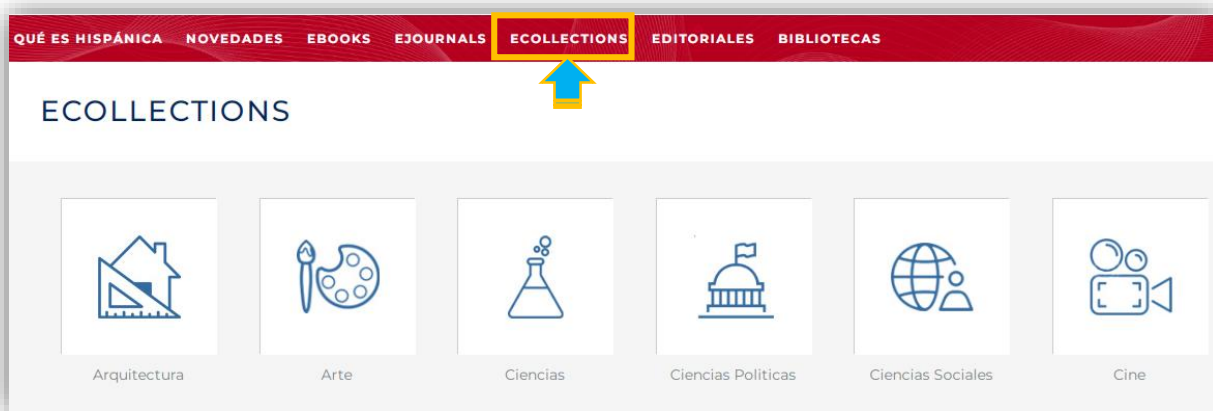 QUÉ ES HISPÁNICA NOVEDADES EBOOKS EJOURNALS ECOLLECTIONS EDITORIALES BIBLIOTECAS
ECOLLECTIONS
Arquitectura Arte Ciencias Ciencias Politicas Ciencias Sociales Cine